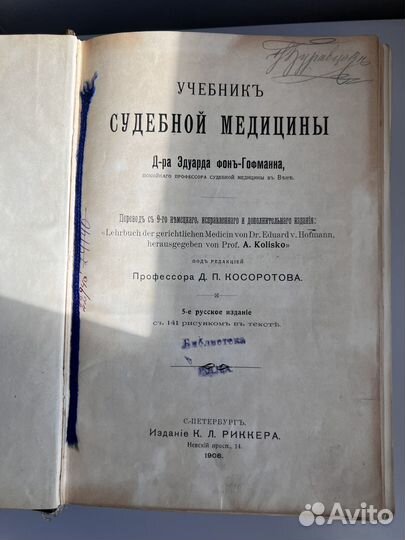 УЧЕБНИКЪ
СУДЕБНОЙ МЕДИЦИНЫ
Д-ра Эдуарда фонъ-Гофманна,
ПОКОЙНАГО ПРОФЕССОРА СУДЕБНОЙ МЕДИЦИНЫ ВЪ ВѢНѢ.
Переводъ съ 9-го нѣмецкаго, исправленнаго и дополнительнаго изданія:
«Lehrbuch der gerichtlichen Medicin von Dr. Eduard v. Hofmann,
herausgegeben von Prof. A. Kolisko»
ПОДЪ РЕДАКЦІЕЙ
Профессора Д. П. КОСОРОТОВА.
5-е русское изданіе
съ 141 рисункомъ въ текстѣ.
Библиотека
С.-ПЕТЕРБУРГЪ.
Изданіе К. Л. РИККЕРА.
Невскій просп., 14.
1908.
Avito